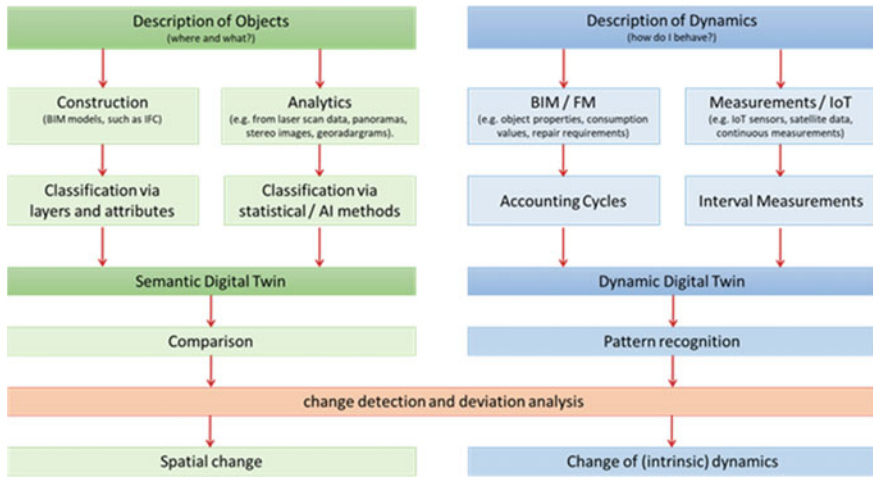 Description of Objects
(where and what?)
Description of Dynamics
(how do I behave?)
Construction
(BIM models, such as IFC)
Analytics
(e.g. from laser scan data, panoramas,
stereo images, georadargrams).
BIM / FM
(e.g. object properties, consumption
values, repair requirements)
Measurements / IoT
(e.g. IoT sensors, satellite data,
continuous measurements)
Classification via
layers and attributes
Classification via
statistical / AI methods
Accounting Cycles
Interval Measurements
Semantic Digital Twin
Dynamic Digital Twin
Comparison
Pattern recognition
change detection and deviation analysis
Spatial change
Change of (intrinsic) dynamics